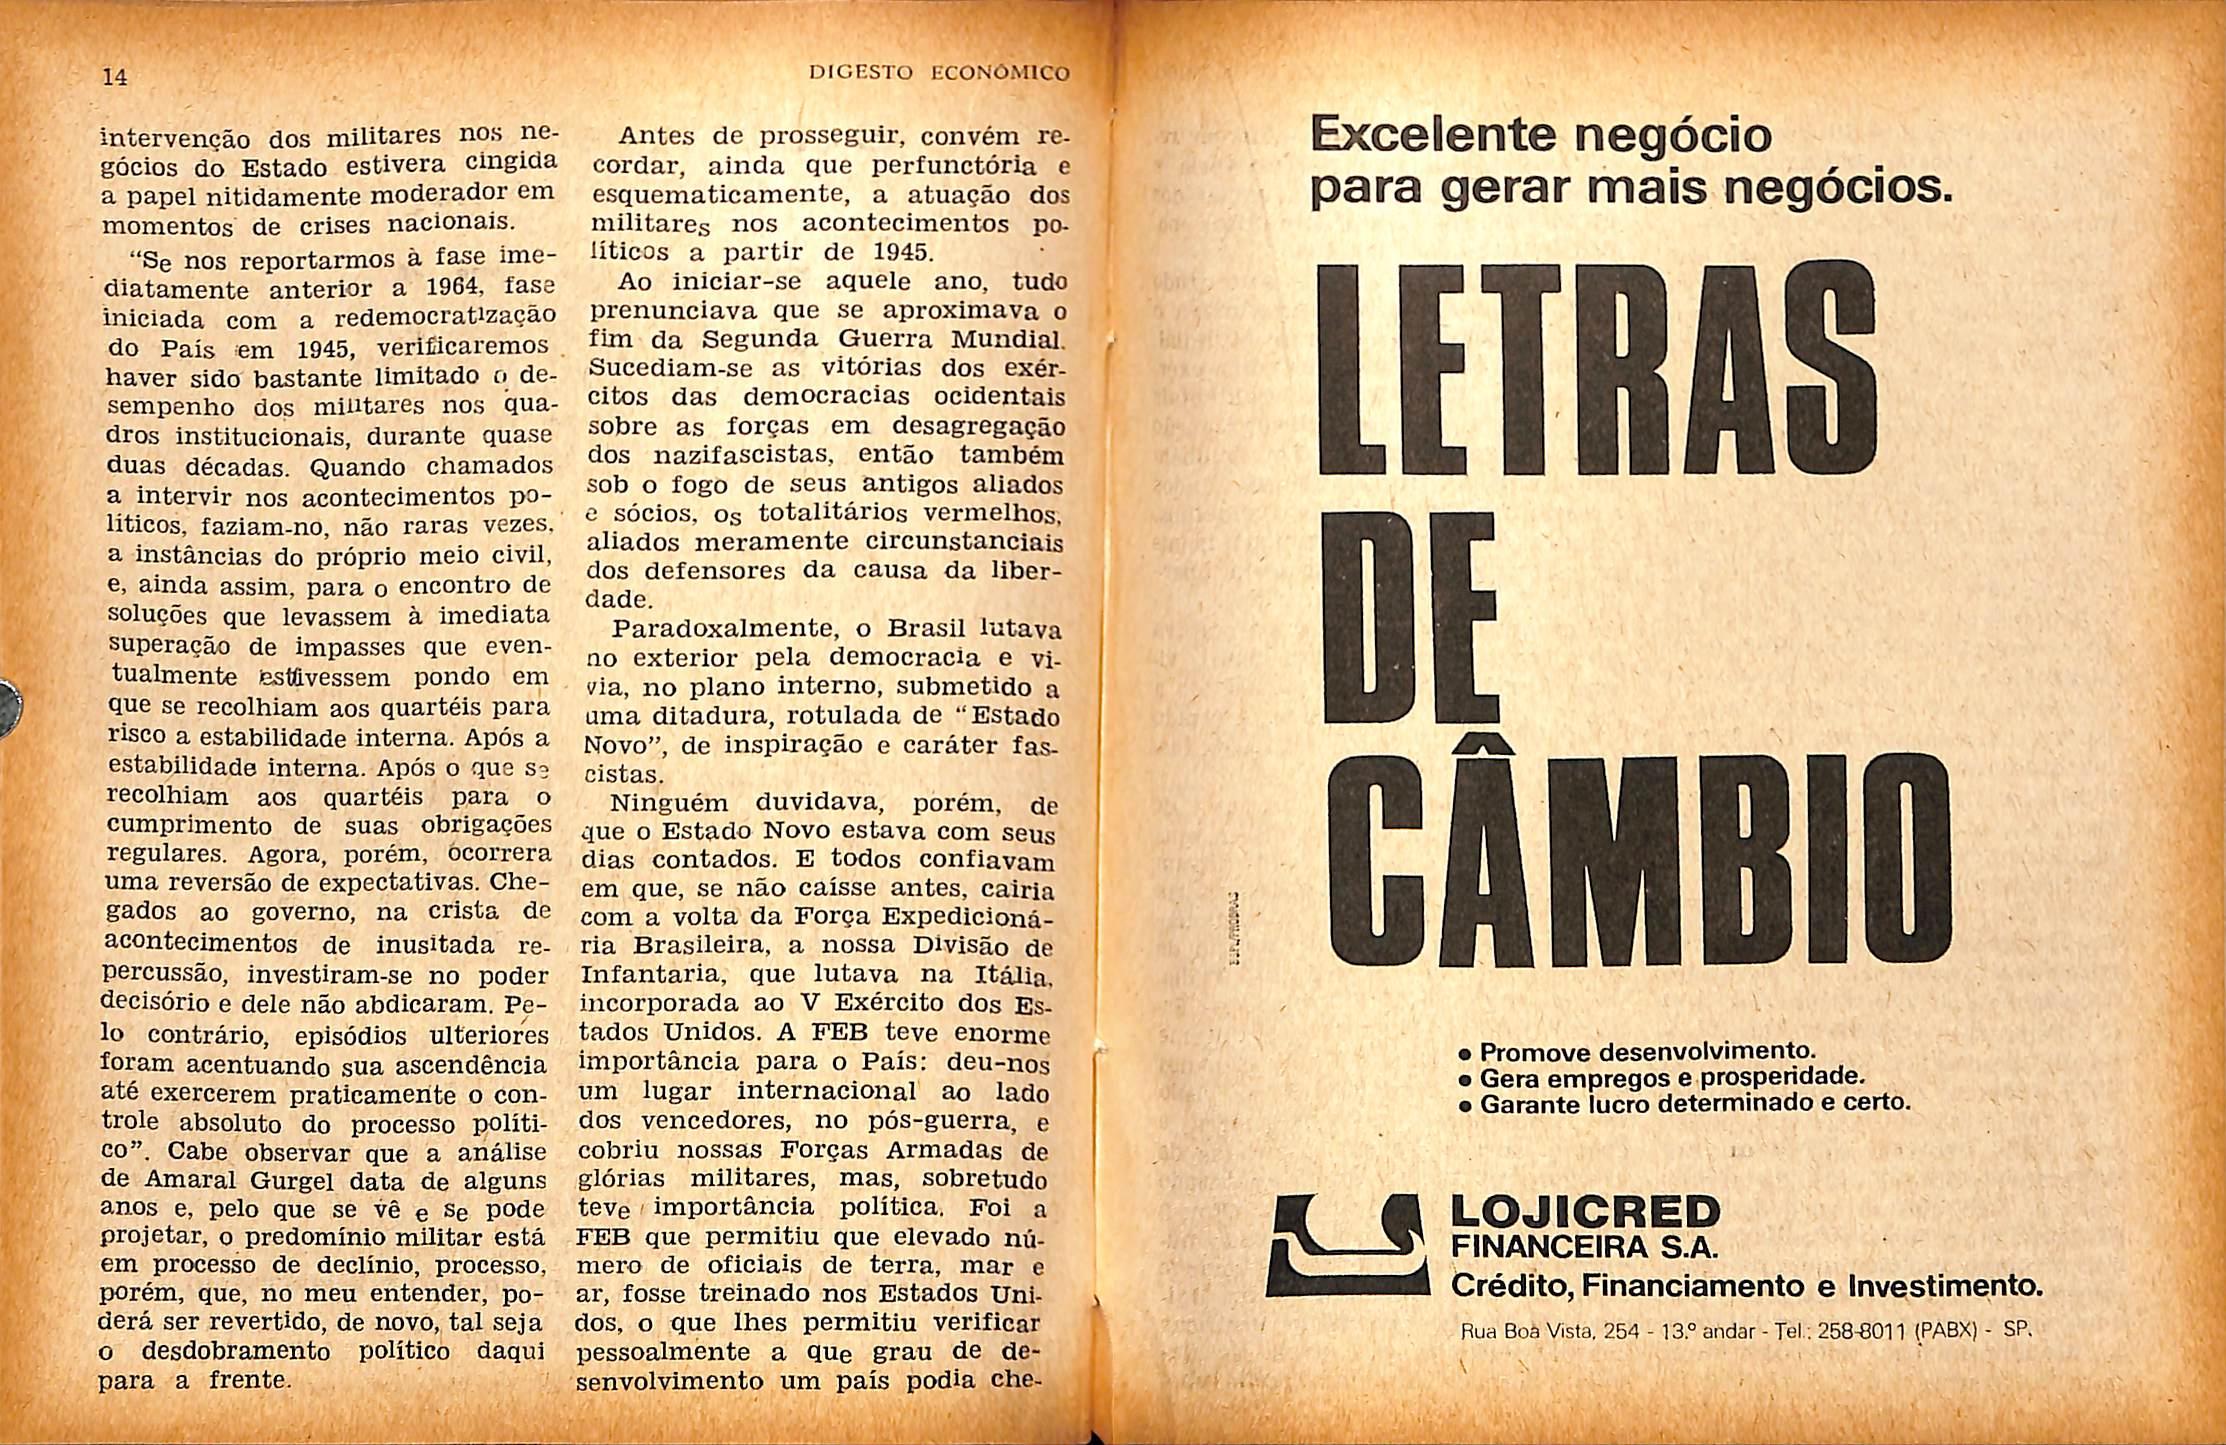 14
DIGESTO ECONÔMICO
intervenção dos militares nos ne-
gócios do Estado estivera cingida
a papel nitidamente moderador em
momentos de crises nacionais.
"Se nos reportarmos à fase ime-
diatamente anterior a 1964, fase
iniciada com a redemocratização
do País em 1945, verificaremos
haver sido bastante limitado o de-
sempenho dos militares nos qua-
dros institucionais, durante quase
duas décadas. Quando chamados
a intervir nos acontecimentos po-
líticos, faziam-no, não raras vezes,
a instâncias do próprio meio civil,
e, ainda assim, para o encontro de
soluções que levassem à imediata
superação de impasses que even-
tualmente estivessem pondo em
que se recolhiam aos quartéis para
risco a estabilidade interna. Após a
estabilidade interna. Após o que se
recolhiam aos quartéis para o
cumprimento de suas obrigações
regulares. Agora, porém, ocorrera
uma reversão de expectativas. Che-
gados ao governo, na crista de
acontecimentos de inusitada re-
percussão, investiram-se no poder
decisório e dele não abdicaram. Pe-
lo contrário, episódios ulteriores
foram acentuando sua ascendência
até exercerem praticamente o con-
trole absoluto do processo políti-
co". Cabe observar que a análise
de Amaral Gurgel data de alguns
anos e, pelo que se vê e se pode
projetar, o predomínio militar está
em processo de declínio, processo,
porém, que, no meu entender, po-
derá ser revertido, de novo, tal seja
o desdobramento político daqui
para a frente.
Antes de prosseguir, convém re-
cordar, ainda que perfunctória e
esquematicamente, a atuação dos
militares nos acontecimentos po-
líticos a partir de 1945.
Ao iniciar-se aquele ano, tudo
prenunciava que se aproximava o
fim da Segunda Guerra Mundial.
Sucediam-se as vitórias dos exér-
citos das democracias ocidentais
sobre as forças em desagregação
dos nazifascistas, então também
sob o fogo de seus antigos aliados
e sócios, os totalitários vermelhos,
aliados meramente circunstanciais
dos defensores da causa da liber-
dade.
Paradoxalmente, o Brasil lutava
no exterior pela democracia e vi-
via, no plano interno, submetido a
uma ditadura, rotulada de "Estado
Novo", de inspiração e caráter fas-
cistas.
Ninguém duvidava, porém, de
que o Estado Novo estava com seus
dias contados. E todos confiavam
em que, se não caísse antes, cairia
com a volta da Força Expedicioná-
ria Brasileira, a nossa Divisão de
Infantaria, que lutava na Itália,
incorporada ao V Exército dos Es-
tados Unidos. A FEB teve enorme
importância para o País: deu-nos
um lugar internacional ao lado
dos vencedores, no pós-guerra, e
cobriu nossas Forças Armadas de
glórias militares, mas, sobretudo
teve importância política. Foi a
FEB que permitiu que elevado nú-
mero de oficiais de terra, mar e
ar, fosse treinado nos Estados Uni-
dos, o que lhes permitiu verificar
pessoalmente a que grau de de-
senvolvimento um país podia che-
Excelente negócio
para gerar mais negócios.
LETRAS
DE
CÂMBIO
• Promove desenvolvimento.
• Gera empregos e prosperidade.
• Garante lucro determinado e certo.
LOJICRED
FINANCEIRA S.A.
Crédito, Financiamento e Investimento.
Rua Boa Vista, 254 - 13.º andar - Tel.: 258-8011 (PABX) - SP.